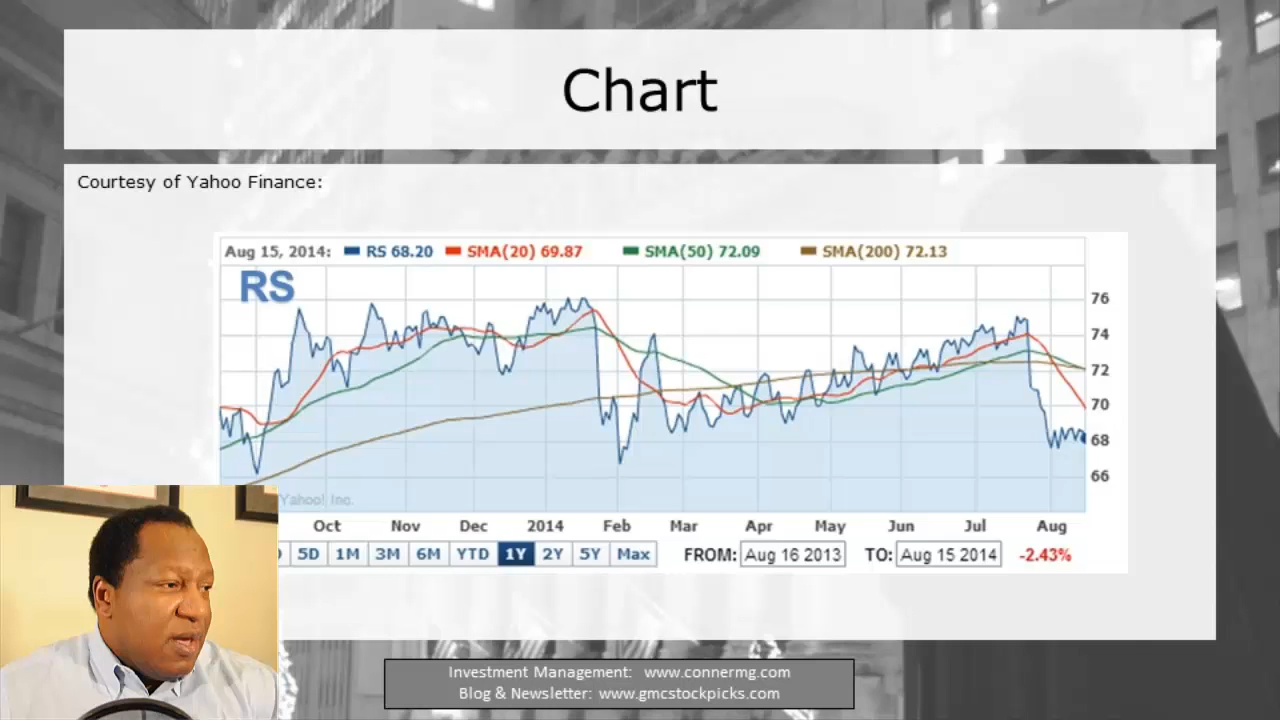 Chart
Courtesy of Yahoo Finance:
Aug 15, 2014: RS 68.20 SMA(20) 69.87 SMA(50) 72.09 SMA(200) 72.13
RS
76
74
72
70
68
66
Yahoo! Inc.
Oct Nov Dec 2014 Feb Mar Apr May Jun Jul Aug
5D 1M 3M 6M YTD 1Y 2Y 5Y Max FROM: Aug 16 2013 TO: Aug 15 2014 -2.43%
Investment Management: www.connermg.com
Blog & Newsletter: www.gmcstockpicks.com